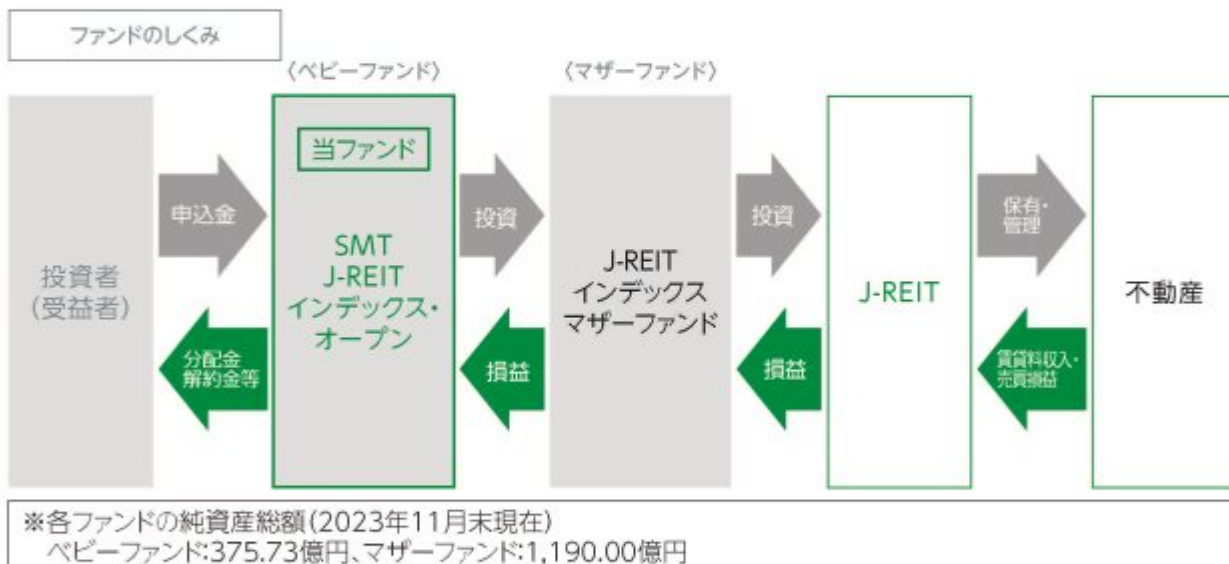 ファンドのしくみ
〈ベビーファンド〉
〈マザーファンド〉
投資者
(受益者)
申込金
分配金
解約金等
当ファンド
SMT
J-REIT
インデックス・
オープン
投資
損益
J-REIT
インデックス
マザーファンド
投資
損益
J-REIT
保有・
管理
賃貸料収入・
売買損益
不動産
※各ファンドの純資産総額(2023年11月末現在)
ベビーファンド:375.73億円、マザーファンド:1,190.00億円